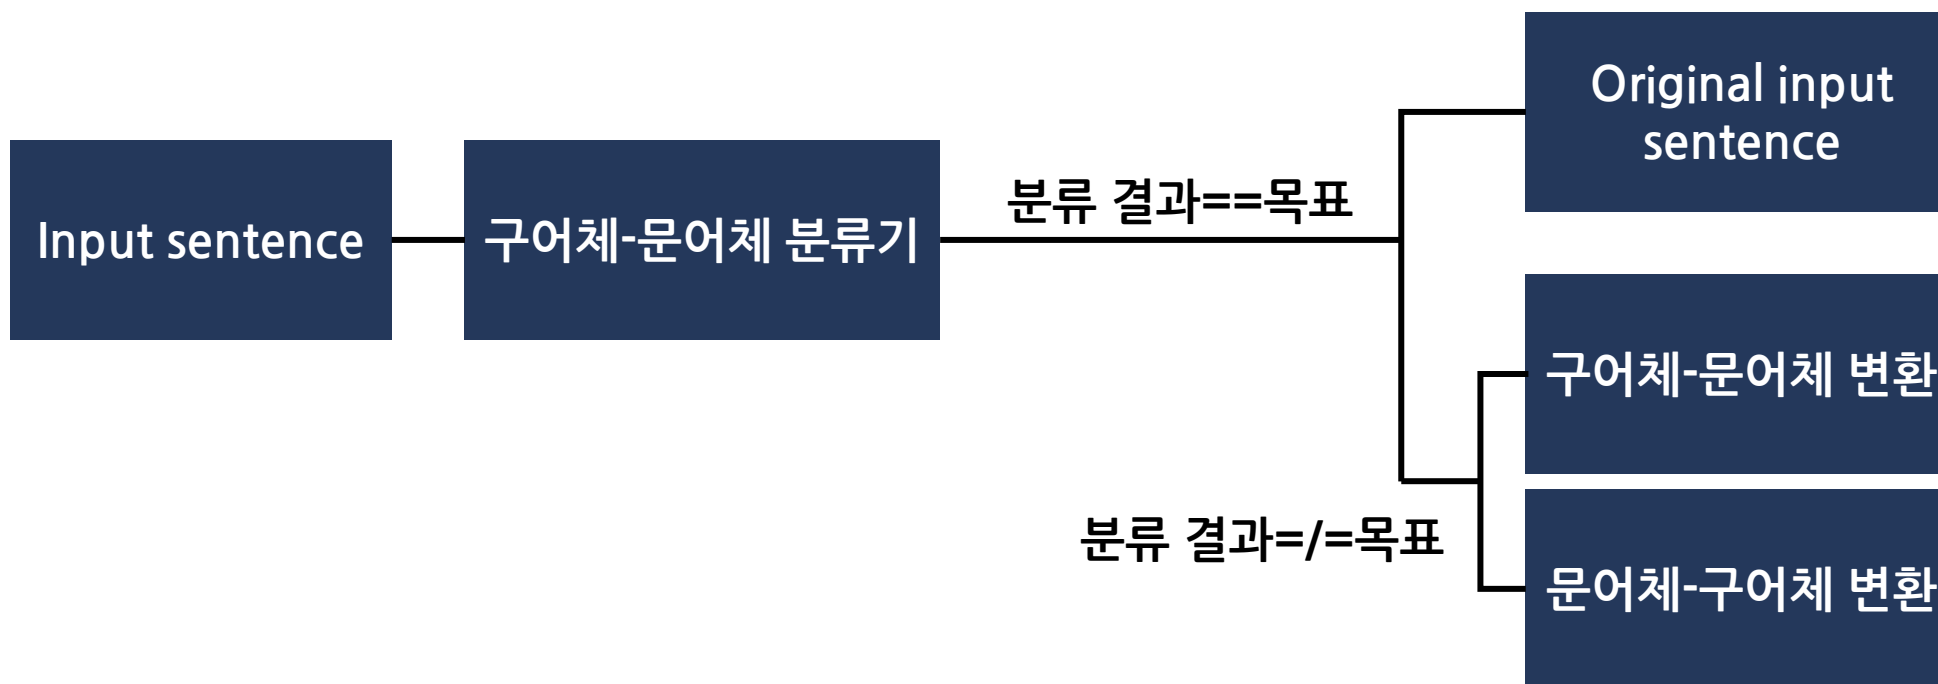 Input sentence
구어체-문어체 분류기
분류 결과==목표
Original input
sentence
구어체-문어체 변환
분류 결과=/=목표
문어체-구어체 변환